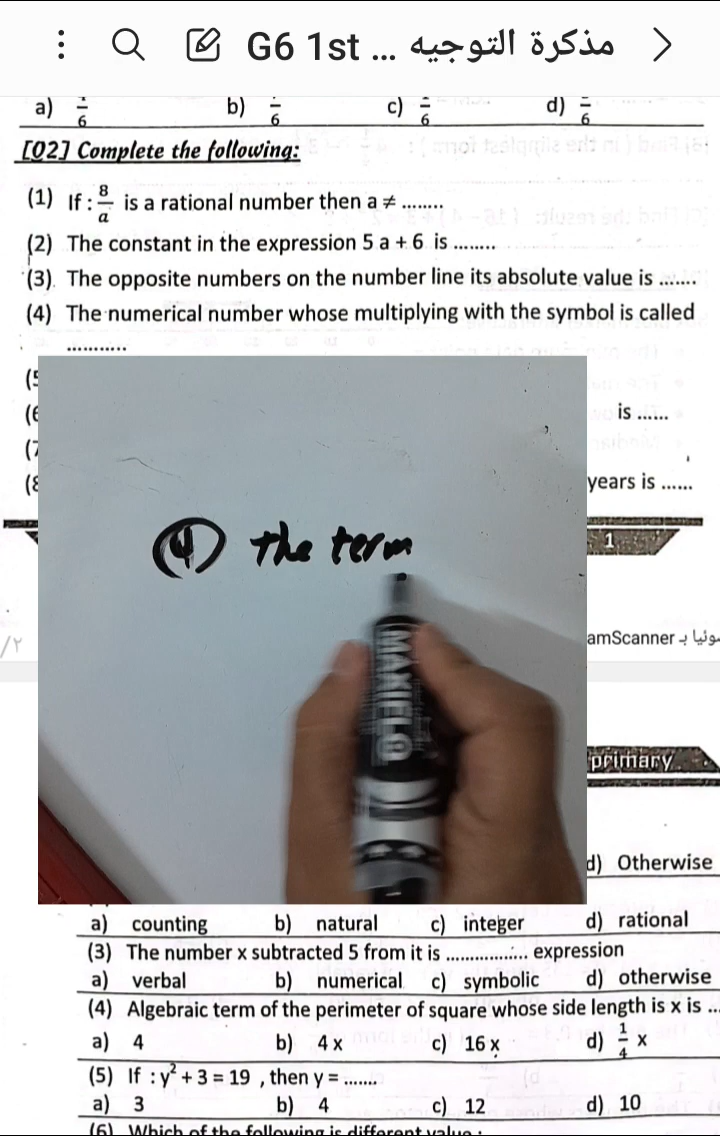 G6 1st ... مذكرة التوجيه
a) 6 b) 6 c) 6 d) 6
[Q2] Complete the following:
(1) If : 8/a is a rational number then a ≠ ........
(2) The constant in the expression 5 a + 6 is ........
(3). The opposite numbers on the number line its absolute value is .......
(4) The numerical number whose multiplying with the symbol is called
............
is ......
years is ......
④ the term
1
amScanner
primary
d) Otherwise
a) counting b) natural c) integer d) rational
(3) The number x subtracted 5 from it is ................. expression
a) verbal b) numerical c) symbolic d) otherwise
(4) Algebraic term of the perimeter of square whose side length is x is ..
a) 4 b) 4 x c) 16 x d) 1/4 x
(5) If : y² + 3 = 19 , then y = .......
a) 3 b) 4 c) 12 d) 10
(6) Which of the following is different value :
MAXIFLO